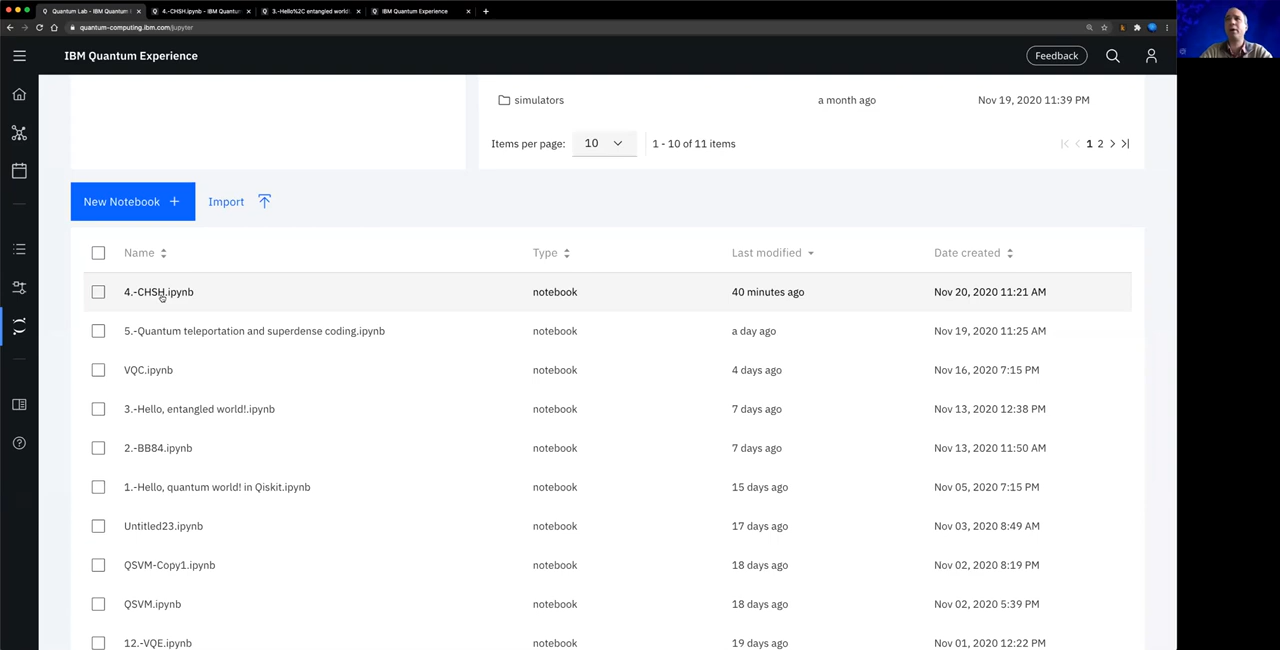 Quantum Lab - IBM Quantum
4.-CHSH.ipynb - IBM Quantum
3.-Hello%2C entangled world!
IBM Quantum Experience
quantum-computing.ibm.com/jupyter
IBM Quantum Experience
Feedback
simulators a month ago Nov 19, 2020 11:39 PM
Items per page: 10 1 - 10 of 11 items 1 2
New Notebook + Import
Name Type Last modified Date created
4.-CHSH.ipynb notebook 40 minutes ago Nov 20, 2020 11:21 AM
5.-Quantum teleportation and superdense coding.ipynb notebook a day ago Nov 19, 2020 11:25 AM
VQC.ipynb notebook 4 days ago Nov 16, 2020 7:15 PM
3.-Hello, entangled world!.ipynb notebook 7 days ago Nov 13, 2020 12:38 PM
2.-BB84.ipynb notebook 7 days ago Nov 13, 2020 11:50 AM
1.-Hello, quantum world! in Qiskit.ipynb notebook 15 days ago Nov 05, 2020 7:15 PM
Untitled23.ipynb notebook 17 days ago Nov 03, 2020 8:49 AM
QSVM-Copy1.ipynb notebook 18 days ago Nov 02, 2020 8:19 PM
QSVM.ipynb notebook 18 days ago Nov 02, 2020 5:39 PM
12.-VQE.ipynb notebook 19 days ago Nov 01, 2020 12:22 PM